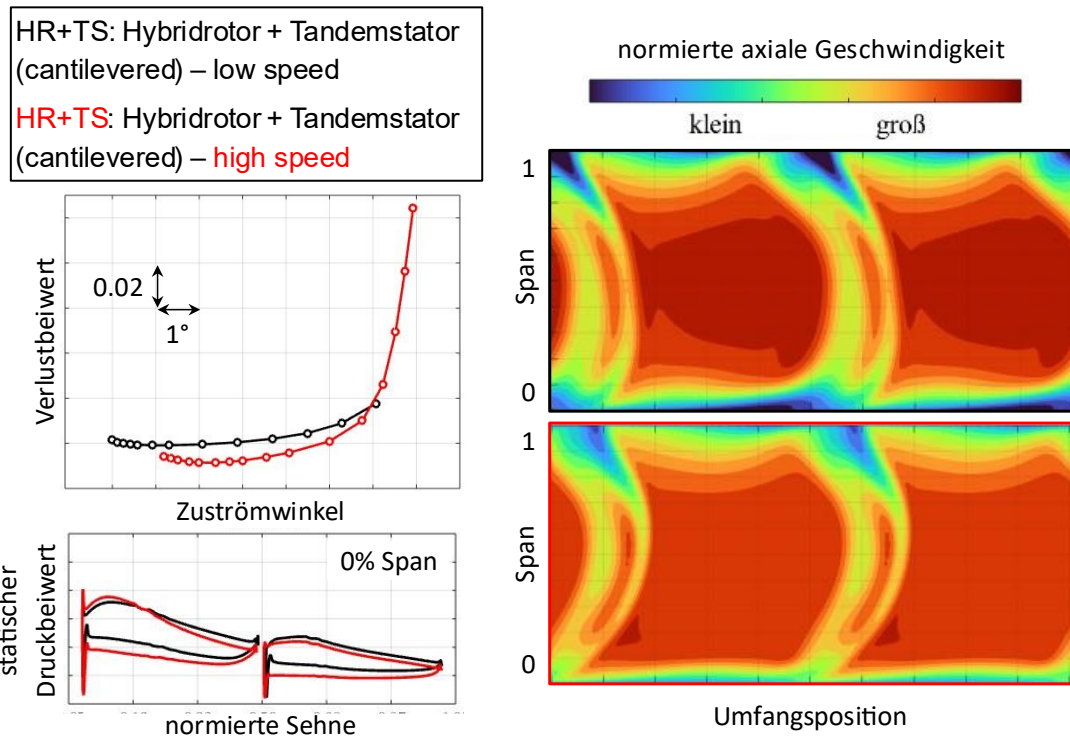 HR+TS: Hybridrotor + Tandemstator
(cantilevered) – low speed
HR+TS: Hybridrotor + Tandemstator
(cantilevered) – high speed
normierte axiale Geschwindigkeit
klein groß
Verlustbeiwert
0.02
1°
Zuströmwinkel
statischer
Druckbeiwert
0% Span
normierte Sehne
1
Span
0
1
Span
0
Umfangsposition